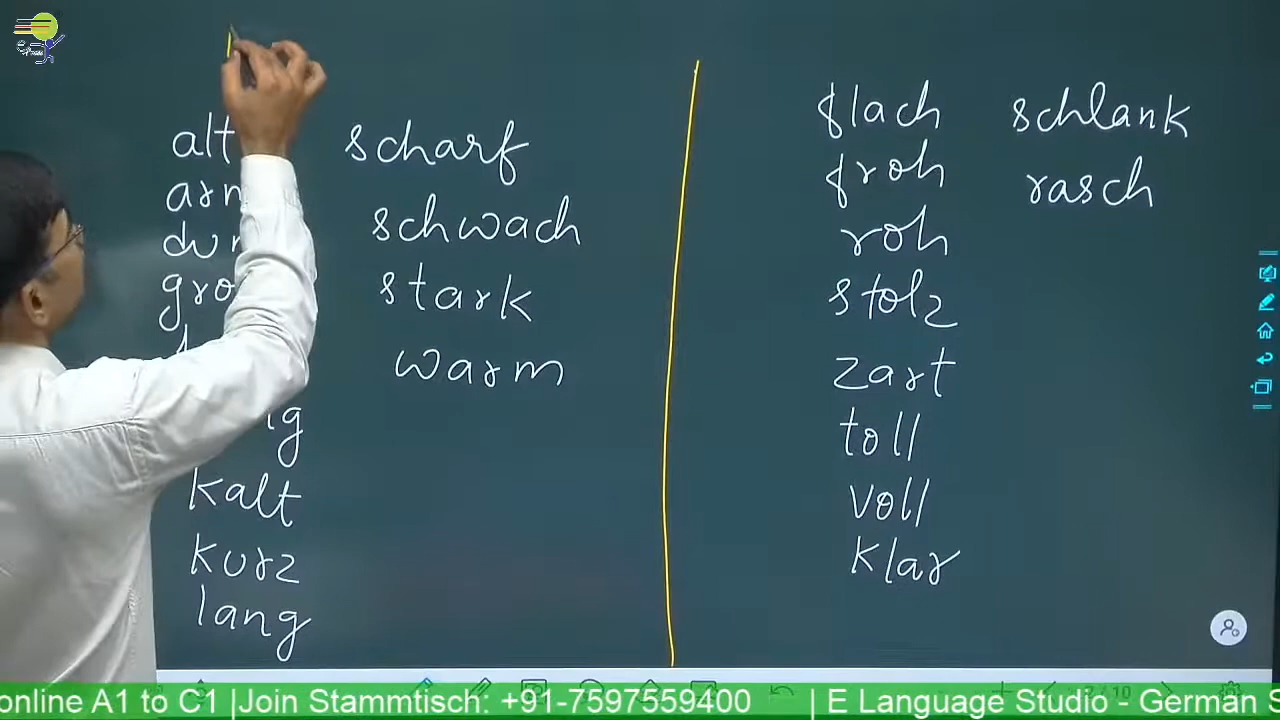 alt
scharf
schwach
stark
warm
kalt
kurz
lang
flach
froh
roh
stolz
zart
toll
voll
klar
schlank
rasch
online A1 to C1 |Join Stammtisch: +91-7597559400 | E Language Studio - German S